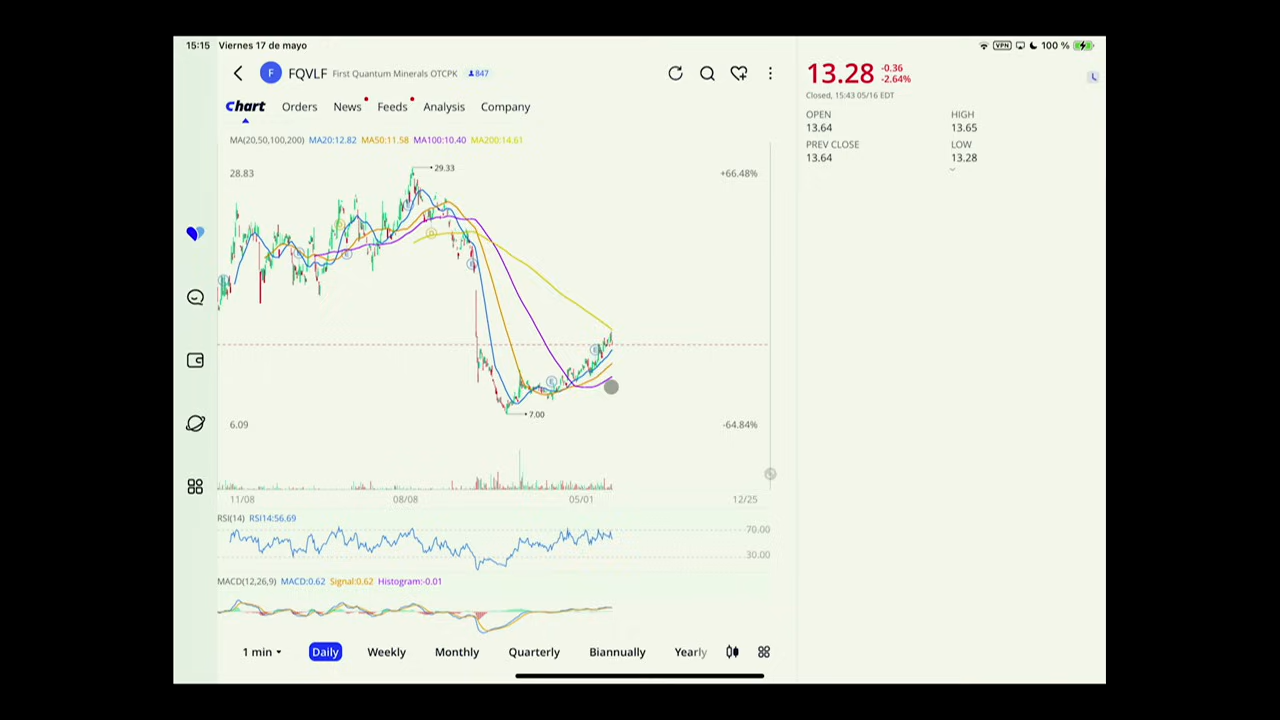 15:15 Viernes 17 de mayo
VPN 100 %
F FQVLF First Quantum Minerals OTCPK 847
Chart Orders News Feeds Analysis Company
MA(20,50,100,200) MA20:12.82 MA50:11.58 MA100:10.40 MA200:14.61
28.83 29.33 +66.48%
6.09 7.00 -64.84%
11/08 08/08 05/01 12/25
RSI(14) RSI14:56.69
70.00
30.00
MACD(12,26,9) MACD:0.62 Signal:0.62 Histogram:-0.01
1 min Daily Weekly Monthly Quarterly Biannually Yearly
13.28 -0.36
-2.64%
Closed, 15:43 05/16 EDT
OPEN HIGH
13.64 13.65
PREV CLOSE LOW
13.64 13.28